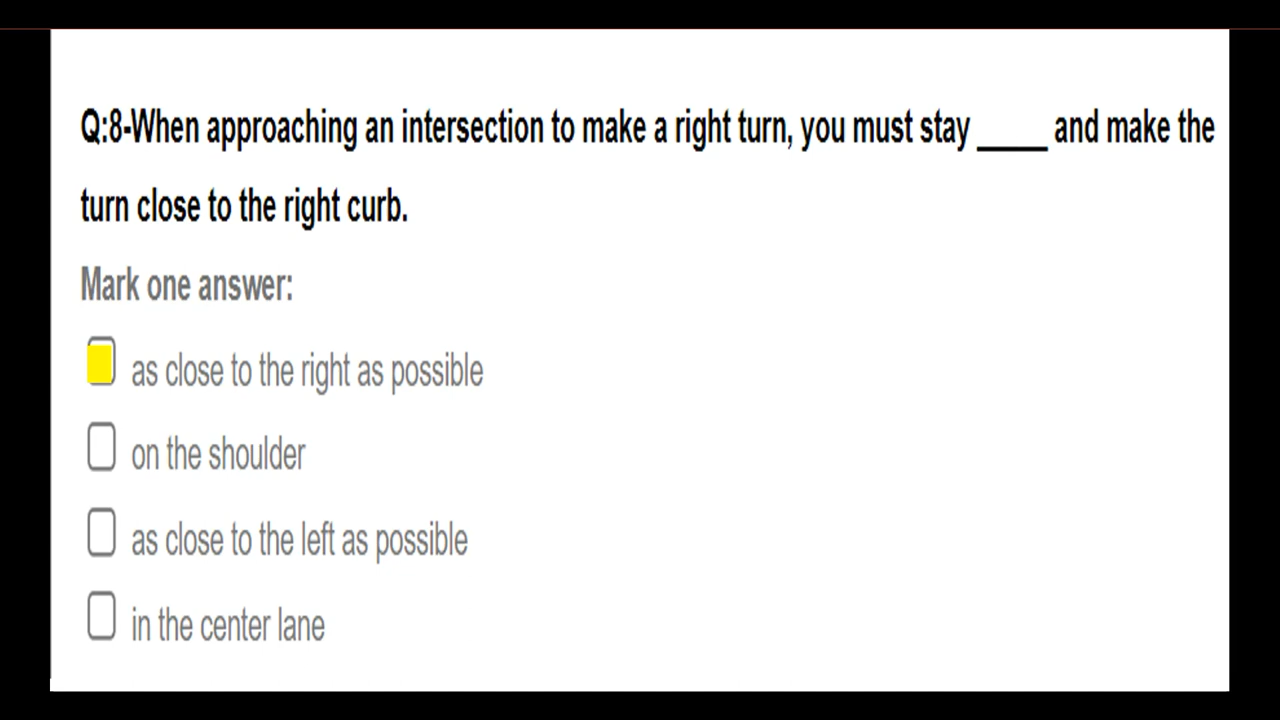 Q:8-When approaching an intersection to make a right turn, you must stay _____ and make the
turn close to the right curb.
Mark one answer:
as close to the right as possible
on the shoulder
as close to the left as possible
in the center lane